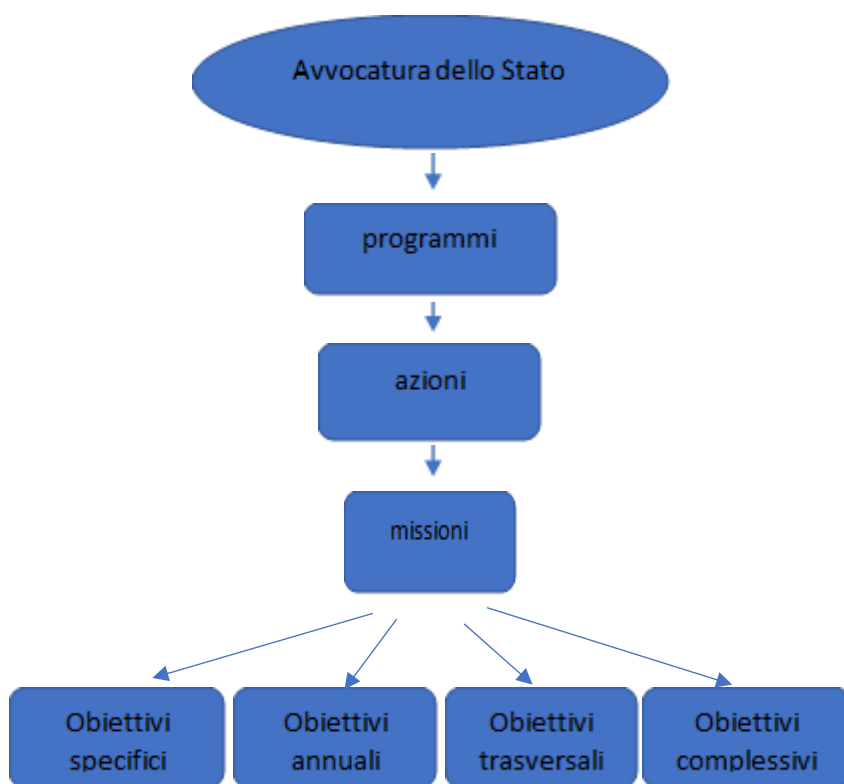 Avvocatura dello Stato
programmi
azioni
missioni
Obiettivi
specifici
Obiettivi
annuali
Obiettivi
trasversali
Obiettivi
complessivi